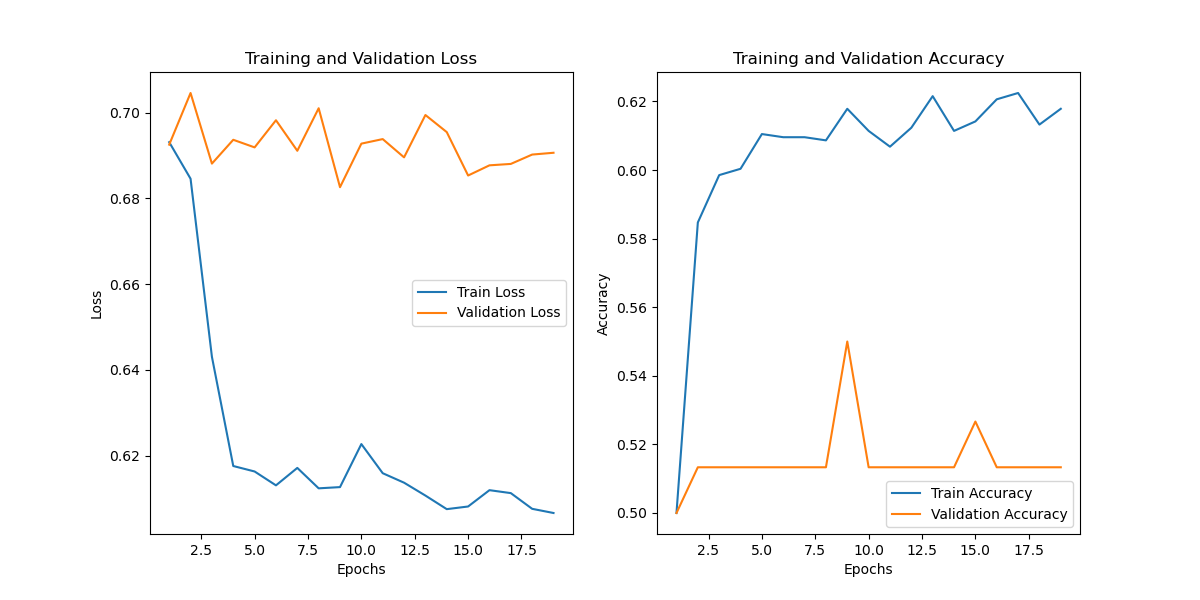 Training and Validation Loss
0.70
0.68
0.66
0.64
0.62
Loss
Train Loss
Validation Loss
2.5 5.0 7.5 10.0 12.5 15.0 17.5
Epochs
Training and Validation Accuracy
0.62
0.60
0.58
0.56
0.54
0.52
0.50
Accuracy
Train Accuracy
Validation Accuracy
2.5 5.0 7.5 10.0 12.5 15.0 17.5
Epochs